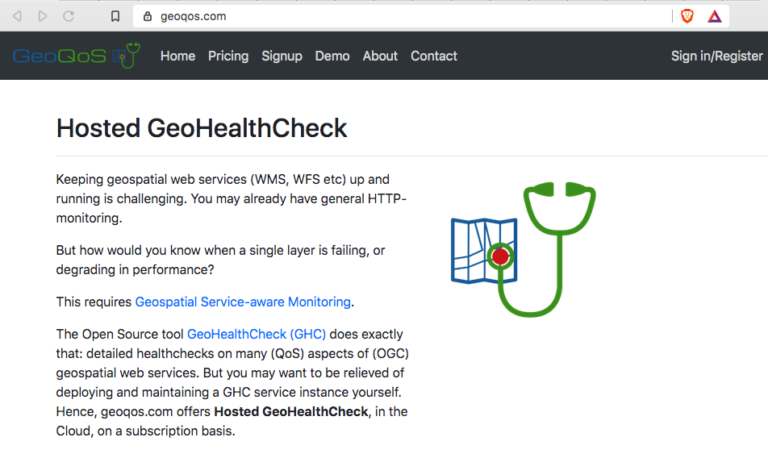 geoqos.com
GeoQoS Home Pricing Signup Demo About Contact Sign in/Register
Hosted GeoHealthCheck
Keeping geospatial web services (WMS, WFS etc) up and
running is challenging. You may already have general HTTP-
monitoring.
But how would you know when a single layer is failing, or
degrading in performance?
This requires Geospatial Service-aware Monitoring.
The Open Source tool GeoHealthCheck (GHC) does exactly
that: detailed healthchecks on many (QoS) aspects of (OGC)
geospatial web services. But you may want to be relieved of
deploying and maintaining a GHC service instance yourself.
Hence, geoqos.com offers Hosted GeoHealthCheck, in the
Cloud, on a subscription basis.